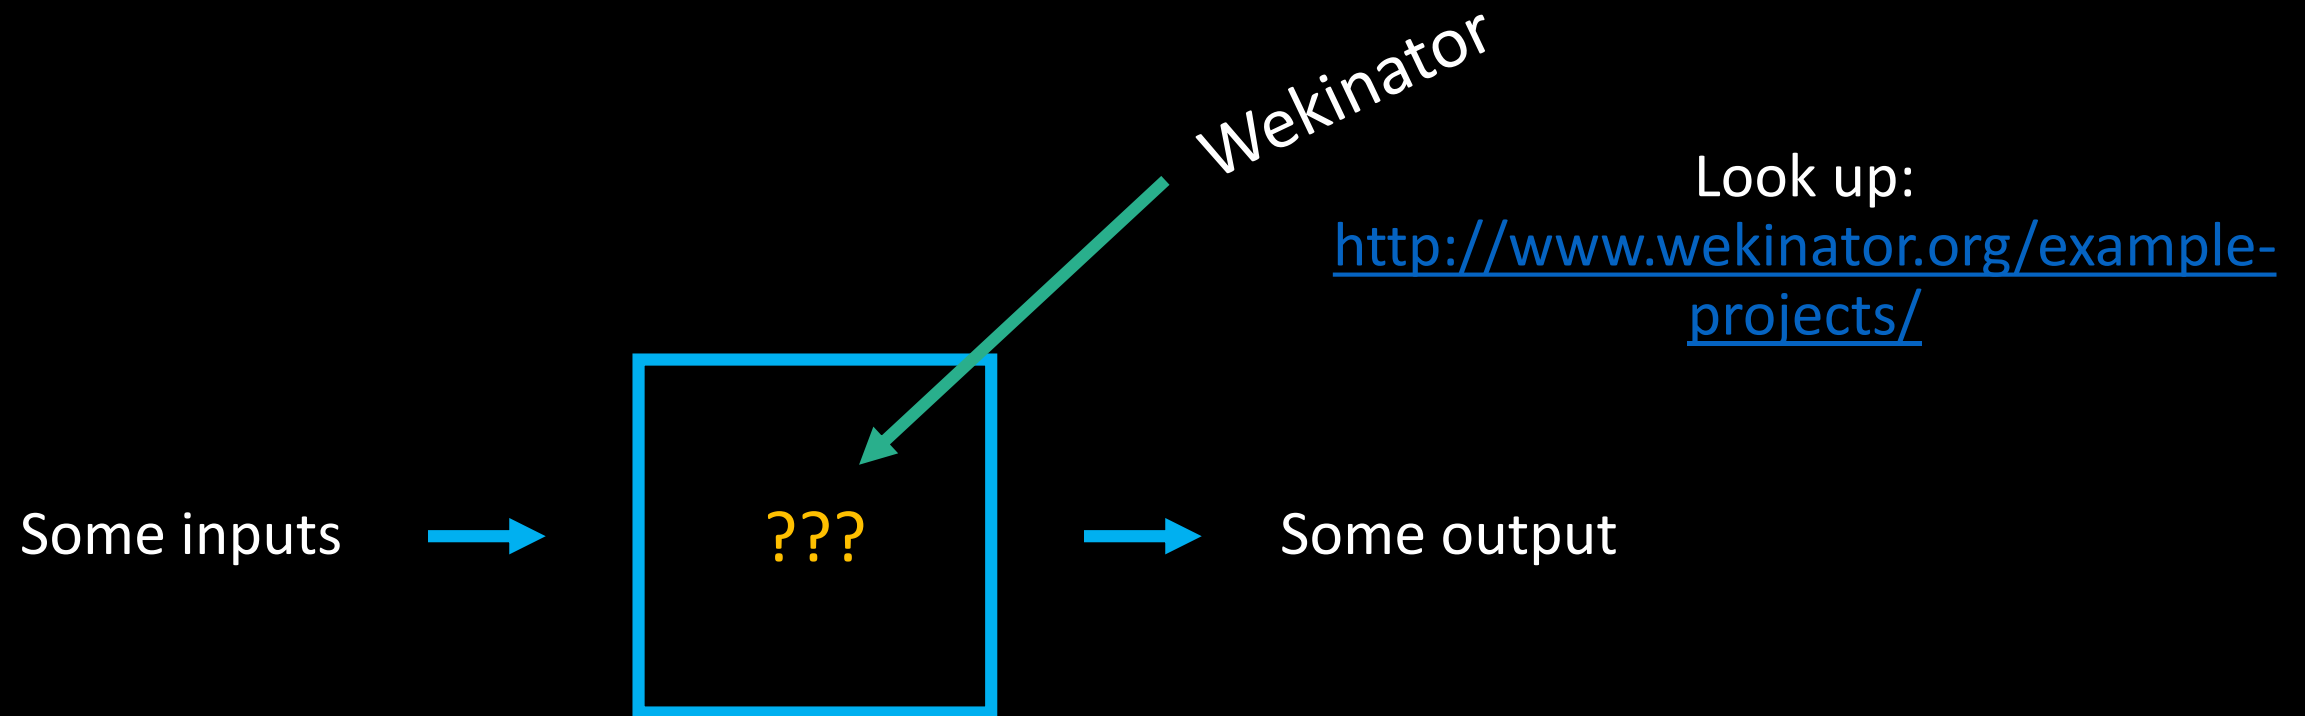 Wekinator
Look up:
http://www.wekinator.org/example-
projects/
Some inputs
???
Some output